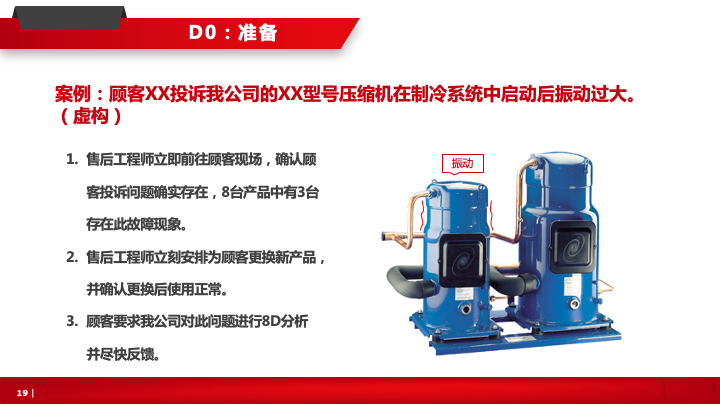 D0：准备
案例：顾客XX投诉我公司的XX型号压缩机在制冷系统中启动后振动过大。
（虚构）
1. 售后工程师立即前往顾客现场，确认顾
客投诉问题确实存在，8台产品中有3台
存在此故障现象。
2. 售后工程师立刻安排为顾客更换新产品，
并确认更换后使用正常。
3. 顾客要求我公司对此问题进行8D分析
并尽快反馈。
振动
19 |